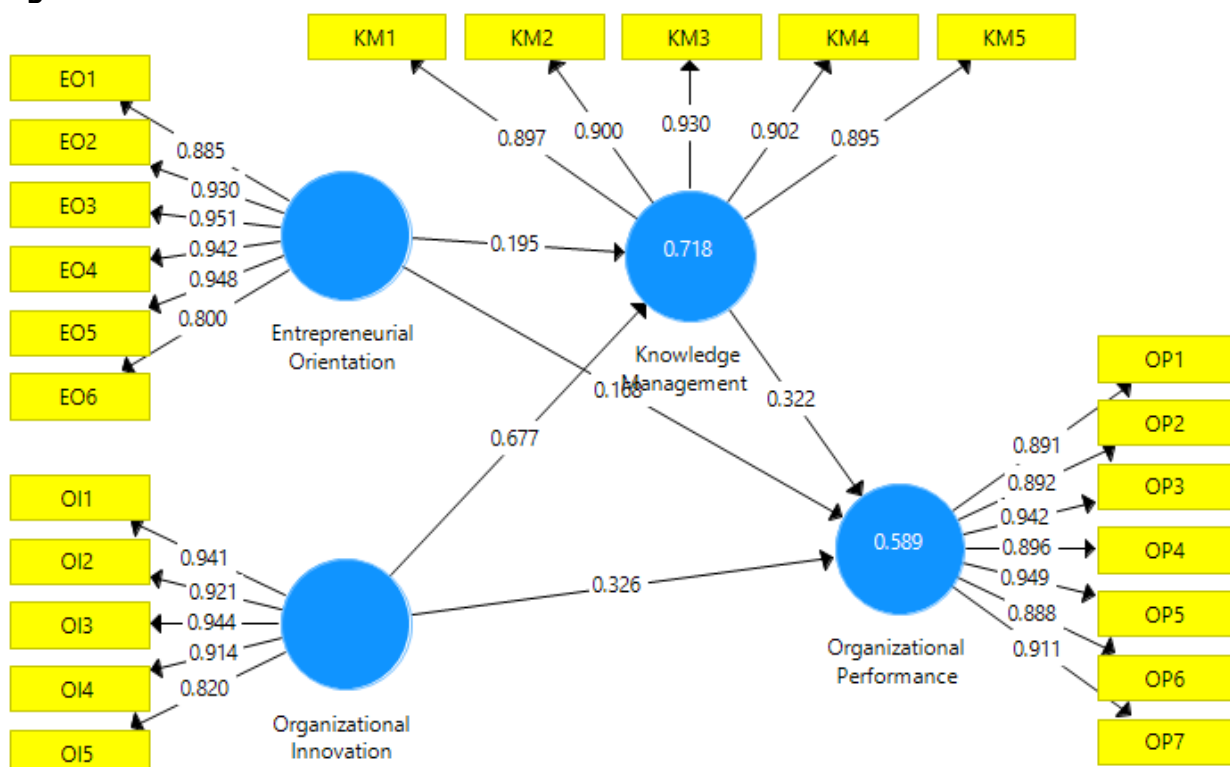 KM1 KM2 KM3 KM4 KM5
EO1
EO2
EO3
EO4
EO5
EO6
0.885
0.930
0.951
0.942
0.948
0.800
0.897
0.900
0.930
0.902
0.895
Entrepreneurial
Orientation
0.195
0.718
Knowledge
Management
0.168
0.677
0.322
OI1
OI2
OI3
OI4
OI5
0.941
0.921
0.944
0.914
0.820
Organizational
Innovation
0.326
0.589
Organizational
Performance
0.891
0.892
0.942
0.896
0.949
0.888
0.911
OP1
OP2
OP3
OP4
OP5
OP6
OP7